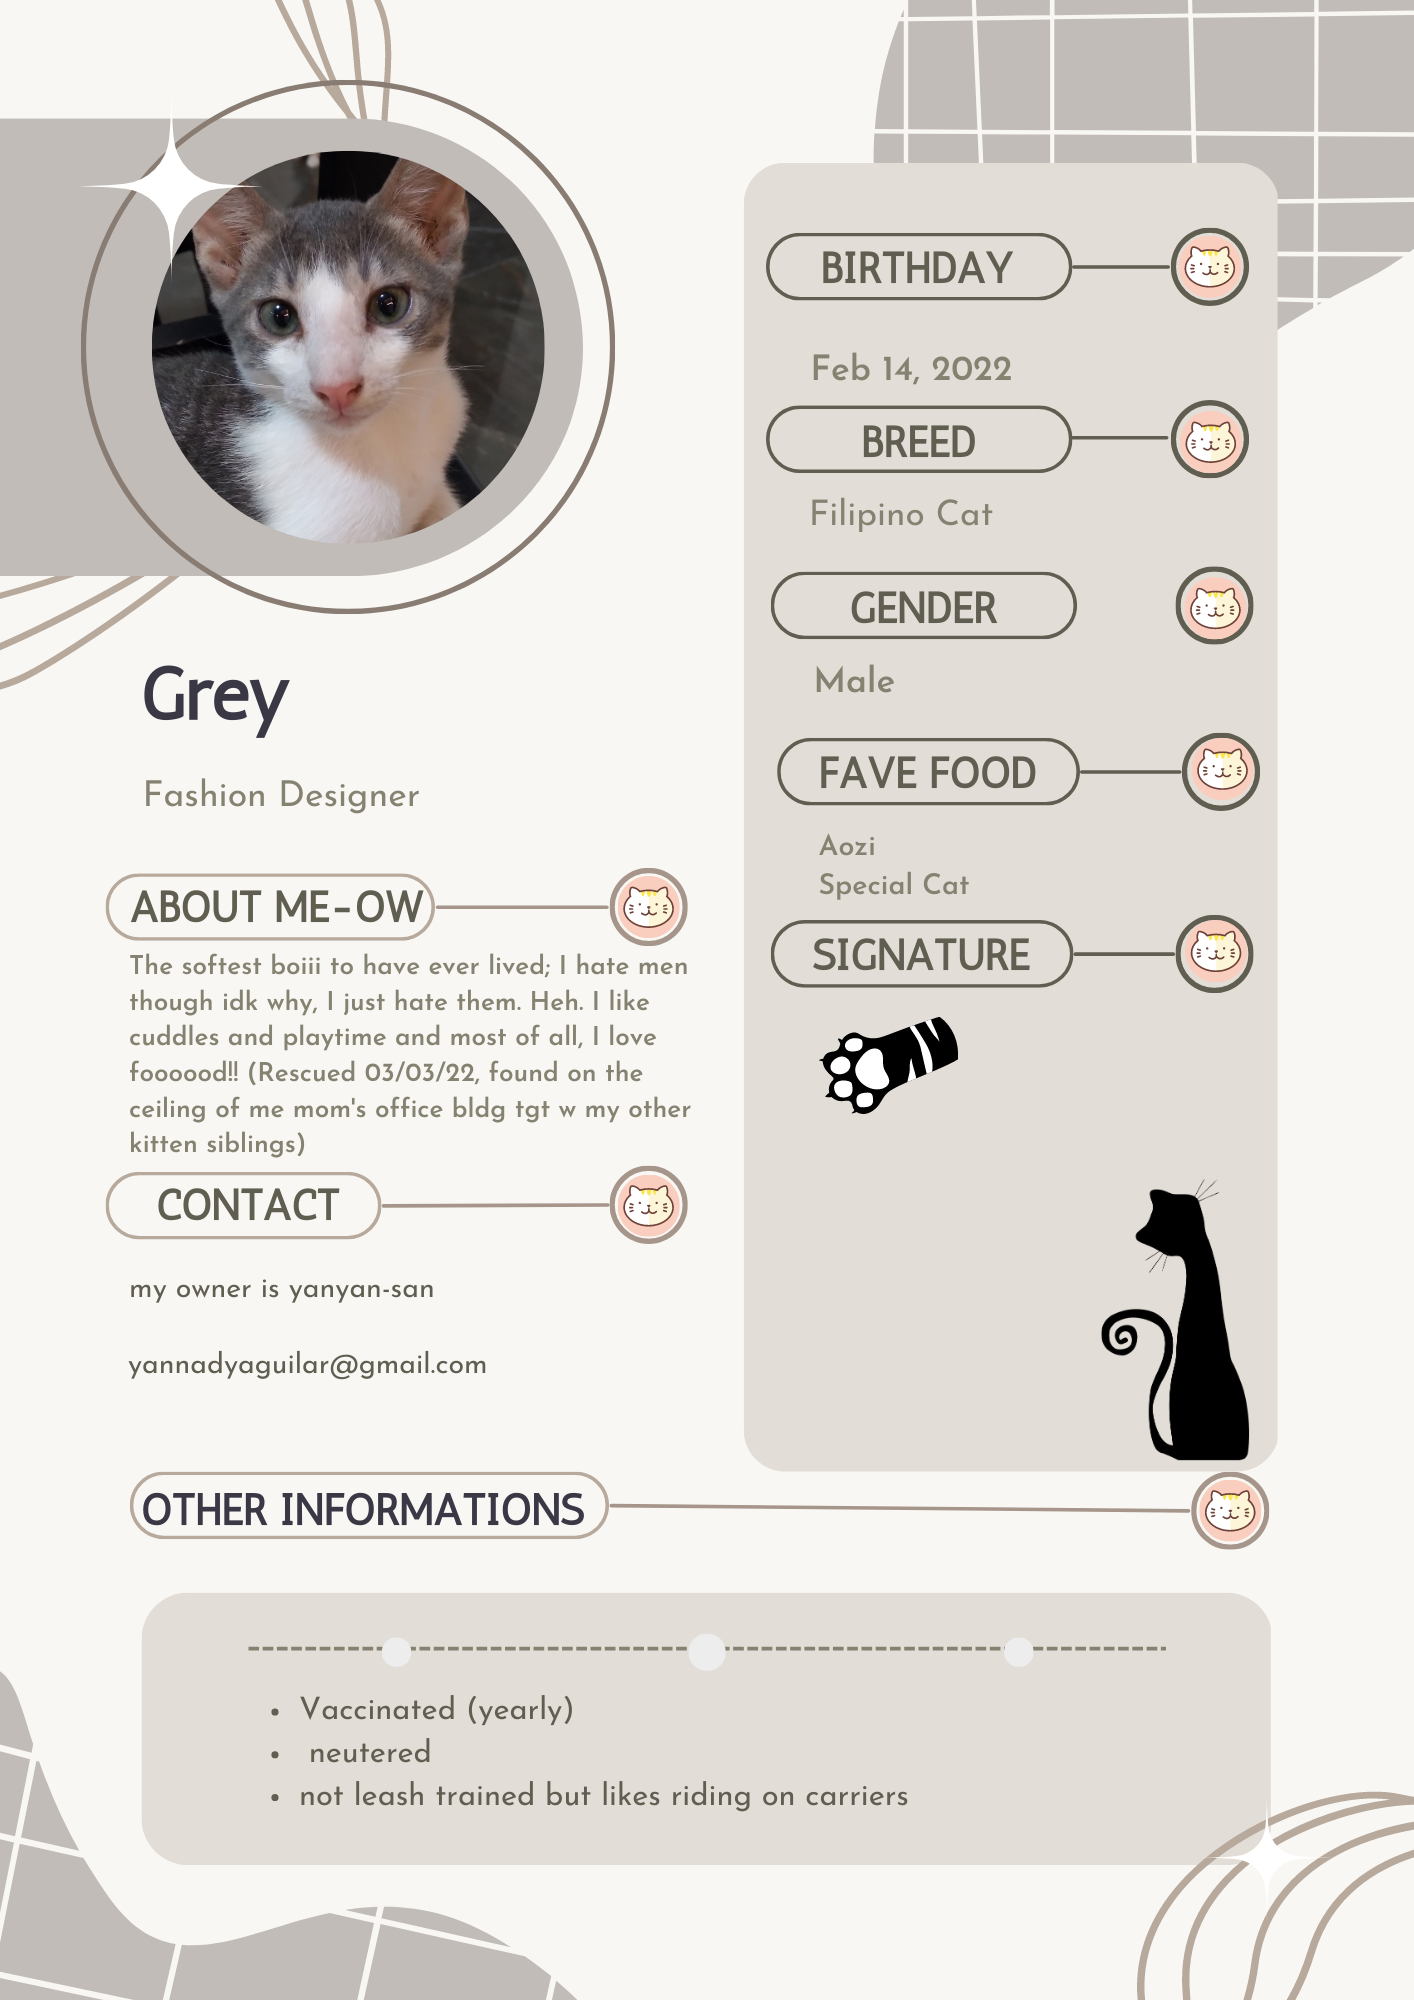 Grey
Fashion Designer
ABOUT ME-OW
The softest boiii to have ever lived; I hate men
though idk why, I just hate them. Heh. I like
cuddles and playtime and most of all, I love
foooood!! (Rescued 03/03/22, found on the
ceiling of me mom's office bldg tgt w my other
kitten siblings)
CONTACT
my owner is yanyan-san
yannadyaguilar@gmail.com
BIRTHDAY
Feb 14, 2022
BREED
Filipino Cat
GENDER
Male
FAVE FOOD
Aozi
Special Cat
SIGNATURE
OTHER INFORMATIONS
• Vaccinated (yearly)
• neutered
• not leash trained but likes riding on carriers